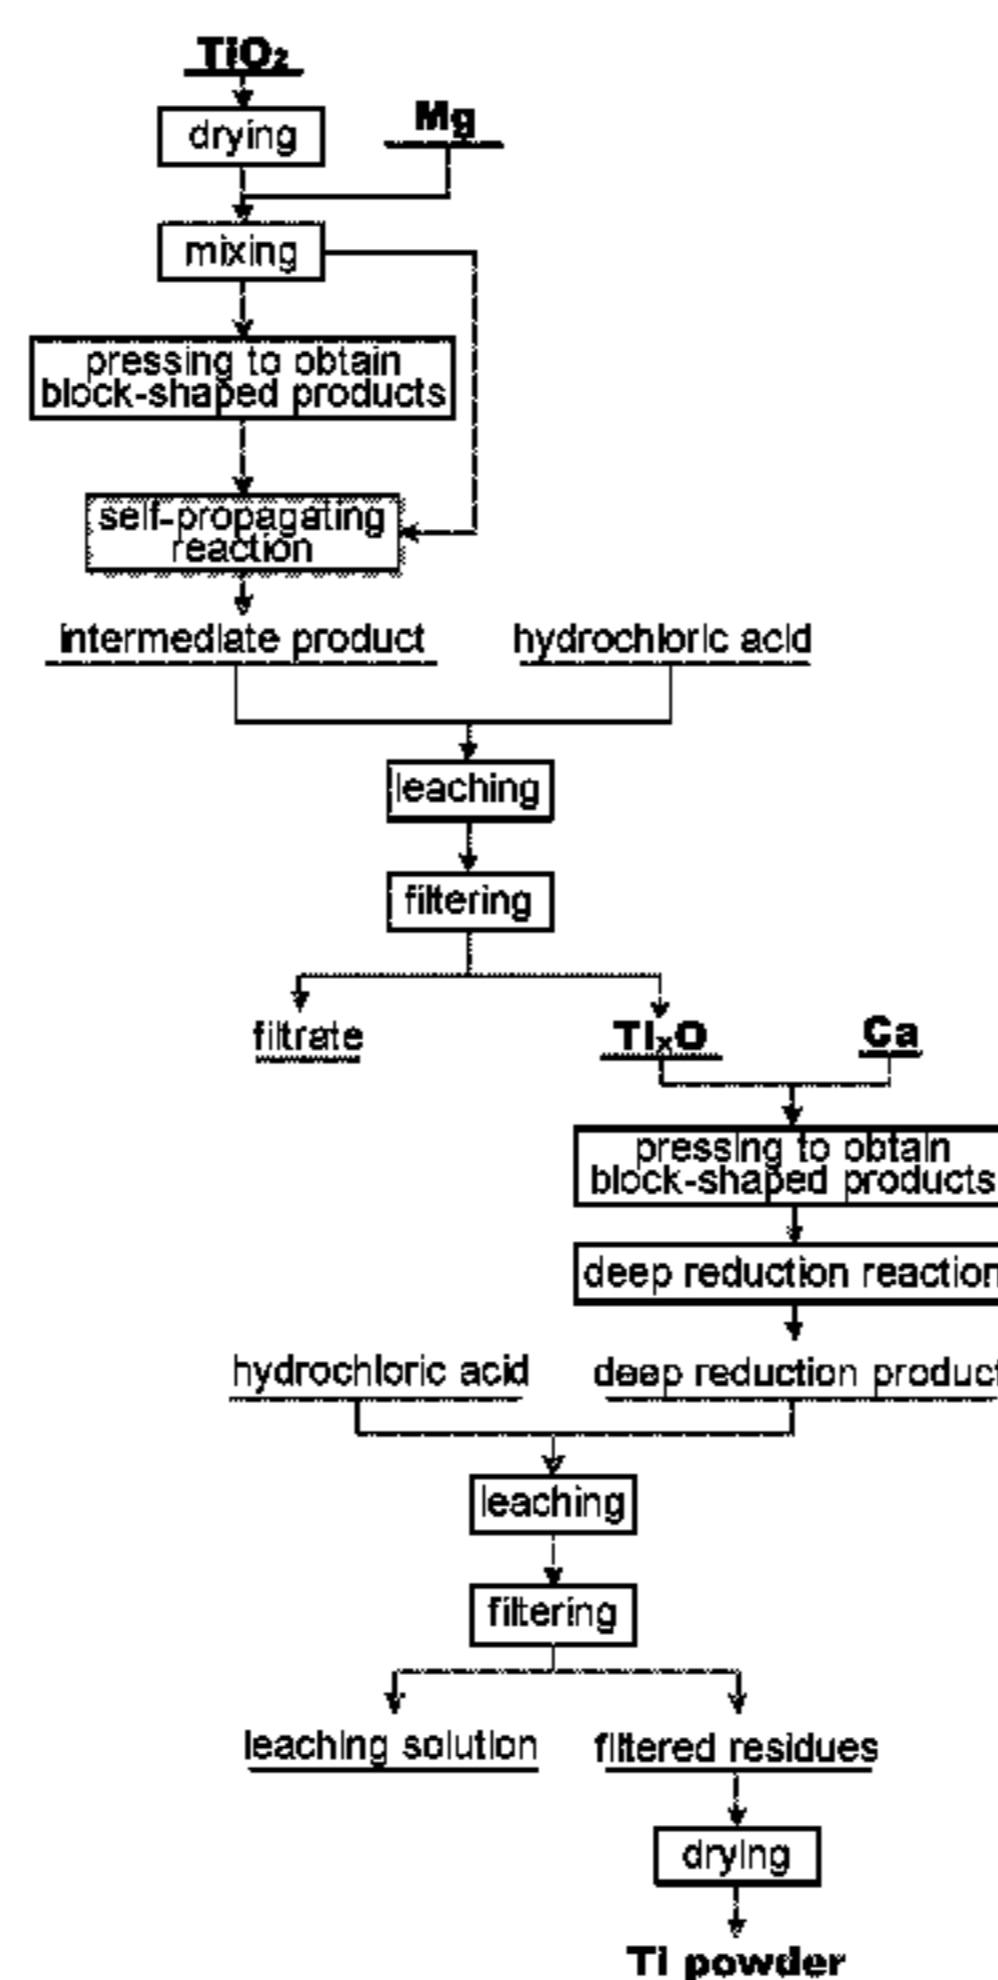 TiO₂
drying
Mg
mixing
pressing to obtain
block-shaped products
self-propagating
reaction
intermediate product
hydrochloric acid
leaching
filtering
filtrate
TiₓO
Ca
pressing to obtain
block-shaped products
deep reduction reaction
hydrochloric acid
deep reduction product
leaching
filtering
leaching solution
filtered residues
drying
Ti powder